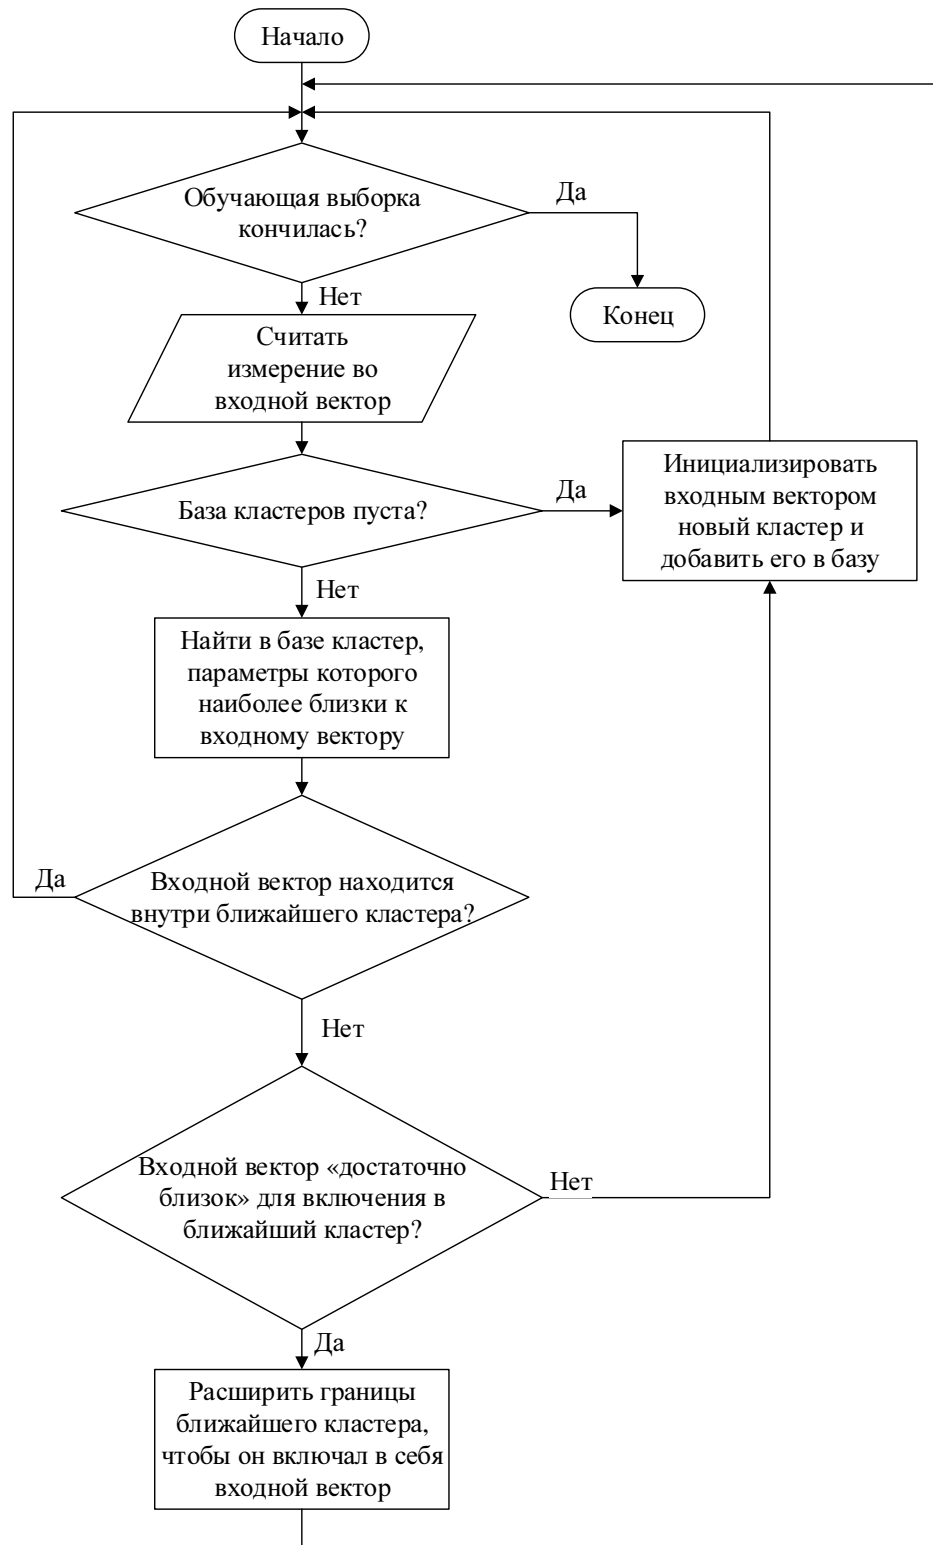 Начало
Обучающая выборка
кончилась?
Да
Нет
Конец
Считать
измерение во
входной вектор
База кластеров пуста?
Да
Инициализировать
входным вектором
новый кластер и
добавить его в базу
Нет
Найти в базе кластер,
параметры которого
наиболее близки к
входному вектору
Да
Входной вектор находится
внутри ближайшего кластера?
Нет
Входной вектор «достаточно
близок» для включения в
ближайший кластер?
Нет
Да
Расширить границы
ближайшего кластера,
чтобы он включал в себя
входной вектор